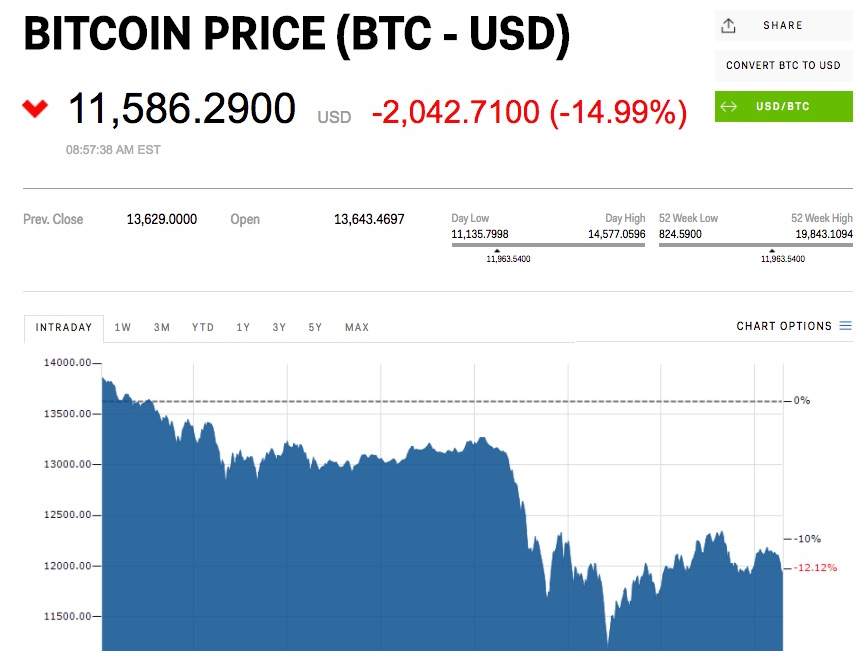 BITCOIN PRICE (BTC - USD)
SHARE
CONVERT BTC TO USD
USD/BTC
11,586.2900 USD -2,042.7100 (-14.99%)
08:57:38 AM EST
Prev. Close 13,629.0000 Open 13,643.4697
Day Low Day High 52 Week Low 52 Week High
11,135.7998 14,577.0596 824.5900 19,843.1094
11,963.5400 11,963.5400
INTRADAY 1W 3M YTD 1Y 3Y 5Y MAX CHART OPTIONS
14000.00
0%
13500.00
13000.00
12500.00
-10%
12000.00
-12.12%
11500.00